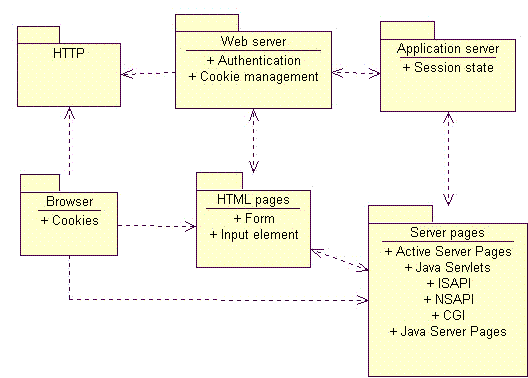 HTTP
Web server
+ Authentication
+ Cookie management
Application server
+ Session state
Browser
+ Cookies
HTML pages
+ Form
+ Input element
Server pages
+ Active Server Pages
+ Java Servlets
+ ISAPI
+ NSAPI
+ CGI
+ Java Server Pages